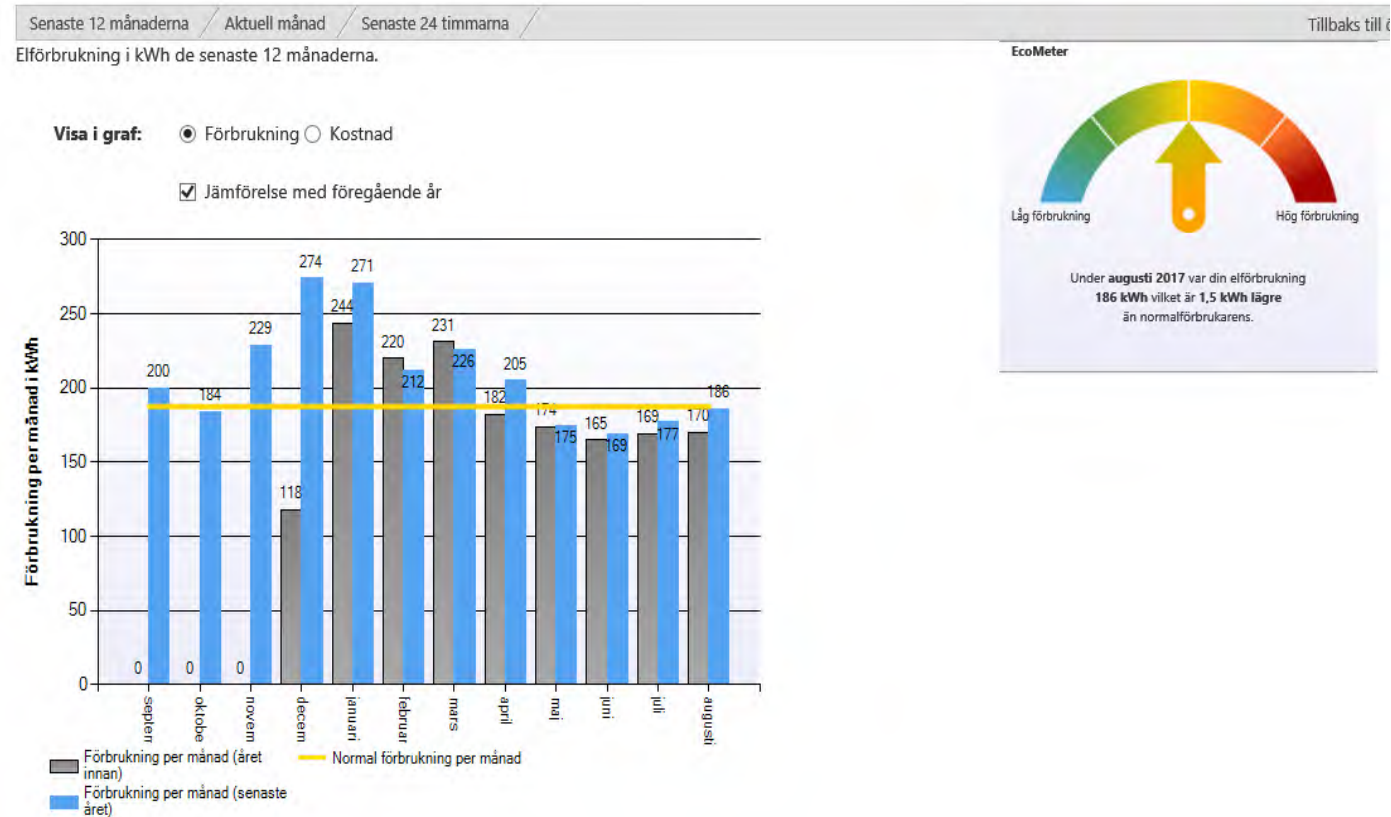 Senaste 12 månaderna
Aktuell månad
Senaste 24 timmarna
Tillbaks till ö
Elförbrukning i kWh de senaste 12 månaderna.
Visa i graf:
Förbrukning
Kostnad
Jämförelse med föregående år
Förbrukning per månad i kWh
300
250
200
150
100
50
0
0
200
0
184
0
229
118
274
244
271
220
212
231
226
182
205
174
175
165
169
169
177
170
186
septer
oktobe
novem
decem
januari
februar
mars
april
maj
juni
juli
augusti
Förbrukning per månad (året
innan)
Normal förbrukning per månad
Förbrukning per månad (senaste
året)
EcoMeter
Låg förbrukning
Hög förbrukning
Under augusti 2017 var din elförbrukning
186 kWh vilket är 1,5 kWh lägre
än normalförbrukarens.